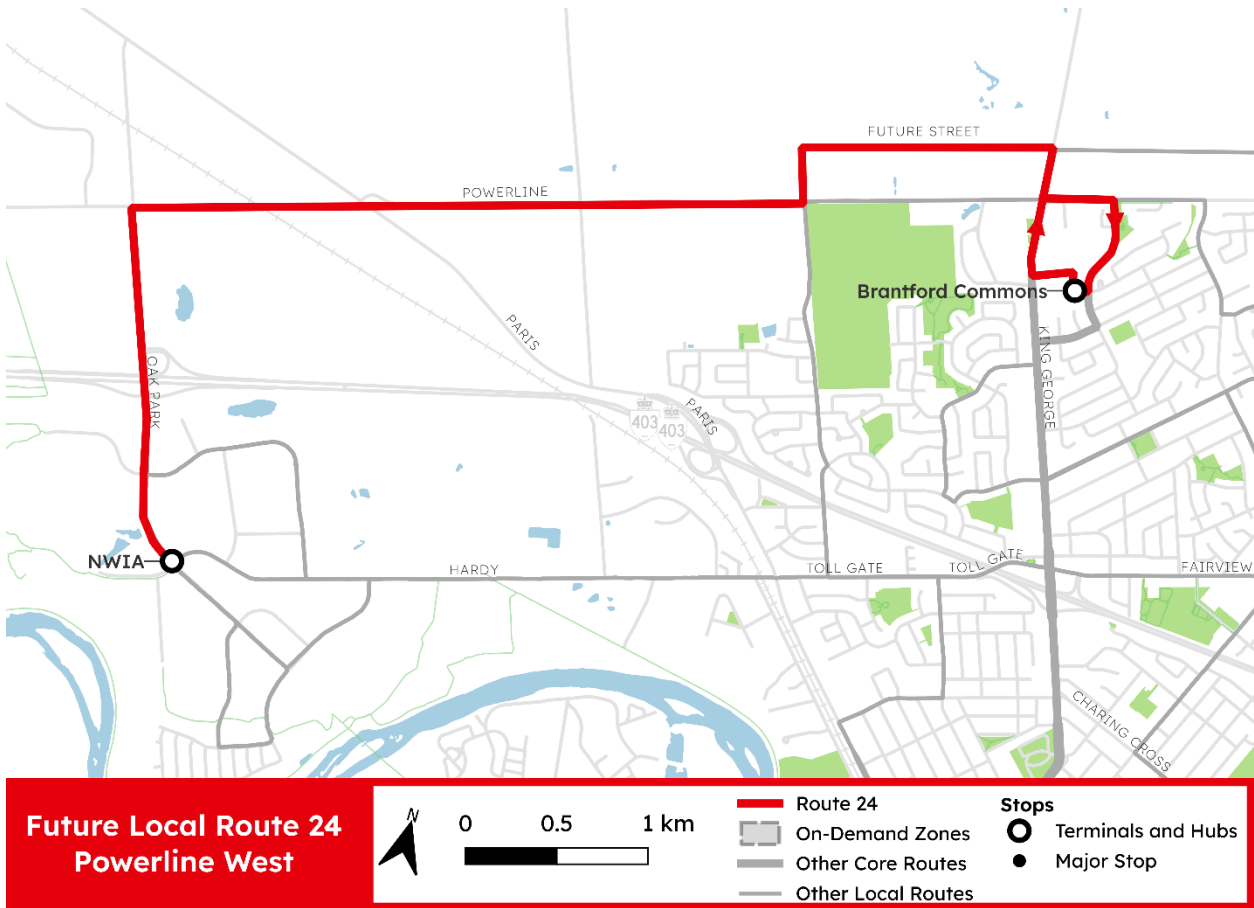 FUTURE STREET
POWERLINE
Brantford Commons
PARIS
KING GEORGE
OAK PARK
PARIS
403
403
NWIA
HARDY
TOLL GATE
TOLL GATE
FAIRVIEW
CHARING CROSS
Future Local Route 24
Powerline West
N
0 0.5 1 km
Route 24
On-Demand Zones
Other Core Routes
Other Local Routes
Stops
Terminals and Hubs
Major Stop